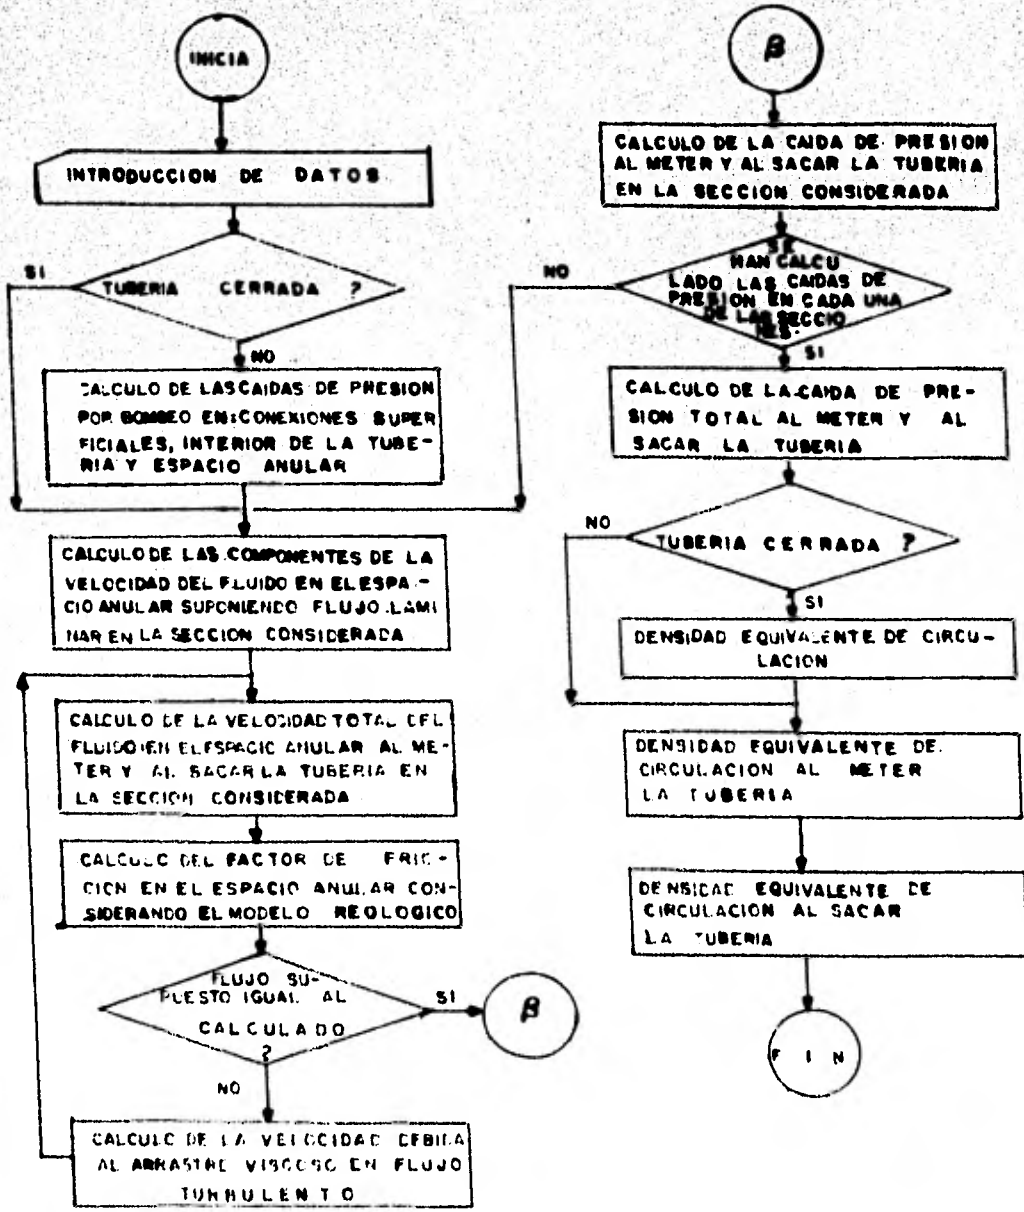 INICIA
INTRODUCCION DE DATOS
SI
TUBERIA CERRADA ?
NO
CALCULO DE LAS CAIDAS DE PRESION
POR BOMBEO EN CONEXIONES SUPER
FICIALES, INTERIOR DE LA TUBE-
RIA Y ESPACIO ANULAR
CALCULO DE LAS COMPONENTES DE LA
VELOCIDAD DEL FLUIDO EN EL ESPA-
CIO ANULAR SUPONIENDO FLUJO LAMI
NAR EN LA SECCION CONSIDERADA
CALCULO DE LA VELOCIDAD TOTAL DEL
FLUIDO EN EL ESPACIO ANULAR AL ME-
TER Y AL SACAR LA TUBERIA EN
LA SECCION CONSIDERADA
CALCULO DEL FACTOR DE FRIC-
CION EN EL ESPACIO ANULAR CON-
SIDERANDO EL MODELO REOLOGICO
FLUJO SU-
PUESTO IGUAL AL
CALCULADO
?
SI
β
NO
CALCULO DE LA VELOCIDAD DEBIDA
AL ARRASTRE VISCOSO EN FLUJO
TURBULENTO
β
CALCULO DE LA CAIDA DE PRESION
AL METER Y AL SACAR LA TUBERIA
EN LA SECCION CONSIDERADA
NO
SE
HAN CALCU
LADO LAS CAIDAS DE
PRESION EN CADA UNA
DE LAS SECCIO
NES.
SI
CALCULO DE LA CAIDA DE PRE-
SION TOTAL AL METER Y AL
SACAR LA TUBERIA
NO
TUBERIA CERRADA ?
SI
DENSIDAD EQUIVALENTE DE CIRCU-
LACION
DENSIDAD EQUIVALENTE DE
CIRCULACION AL METER
LA TUBERIA
DENSIDAD EQUIVALENTE DE
CIRCULACION AL SACAR
LA TUBERIA
FIN